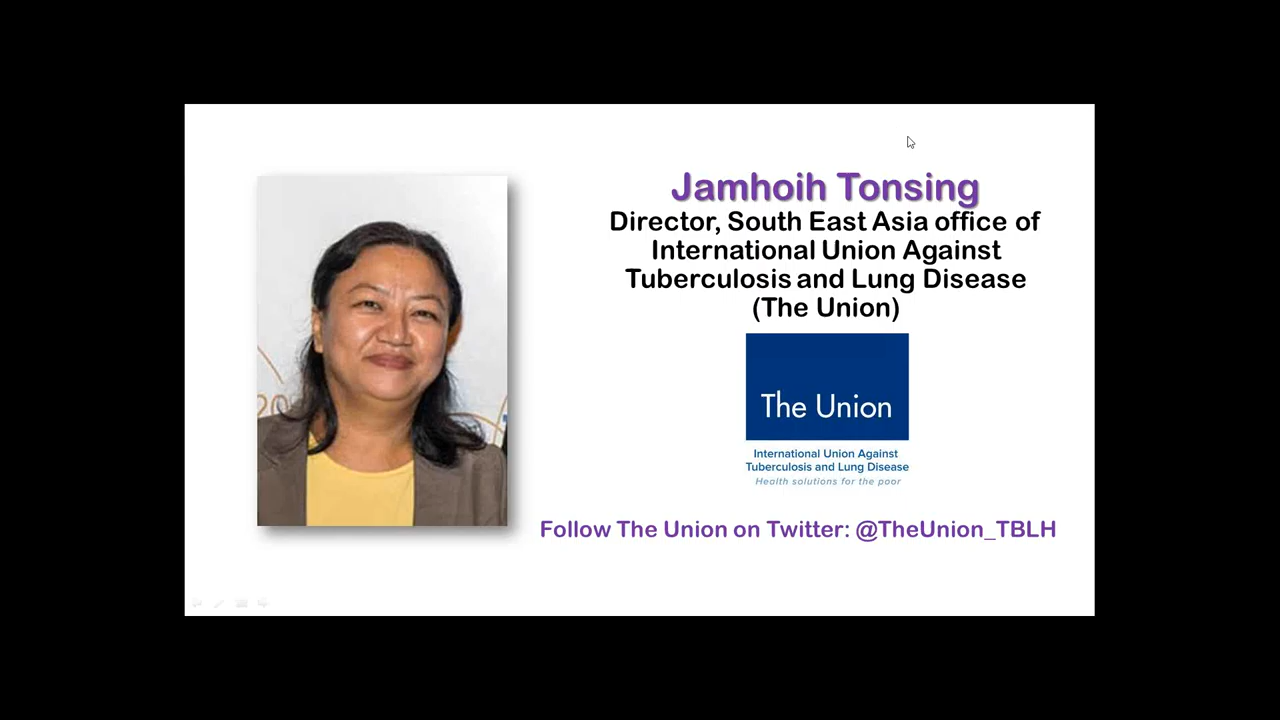 Jamhoih Tonsing
Director, South East Asia office of
International Union Against
Tuberculosis and Lung Disease
(The Union)
The Union
International Union Against
Tuberculosis and Lung Disease
Health solutions for the poor
Follow The Union on Twitter: @TheUnion_TBLH